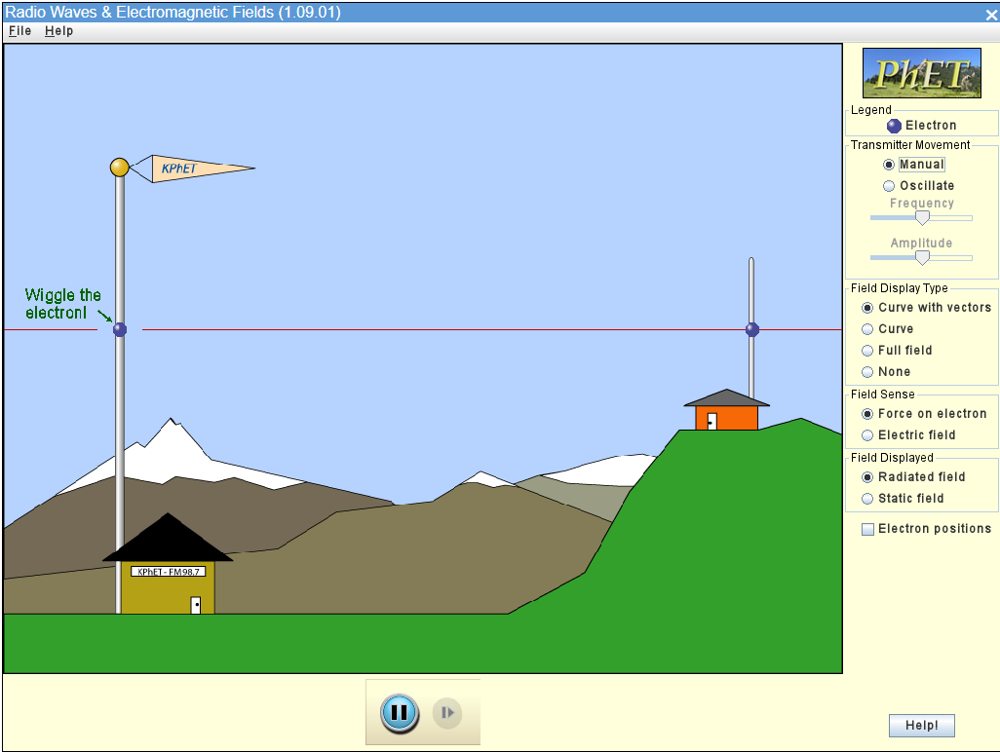 Radio Waves & Electromagnetic Fields (1.09.01)
File Help
PhET
Legend
Electron
Transmitter Movement
Manual
Oscillate
Frequency
Amplitude
Field Display Type
Curve with vectors
Curve
Full field
None
Field Sense
Force on electron
Electric field
Field Displayed
Radiated field
Static field
Electron positions
Help!
KPhET
Wiggle the
electron!
KPhET - FM 98.7